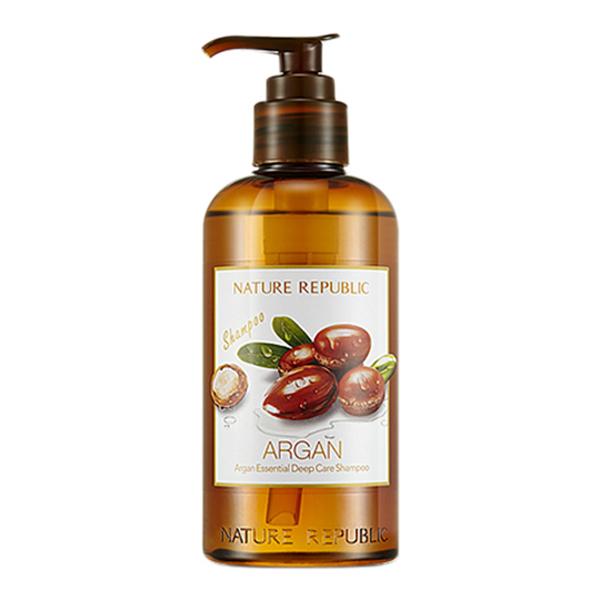 NATURE REPUBLIC
Shampoo
ARGAN
Argan Essential Deep Care Shampoo
NATURE REPUBLIC